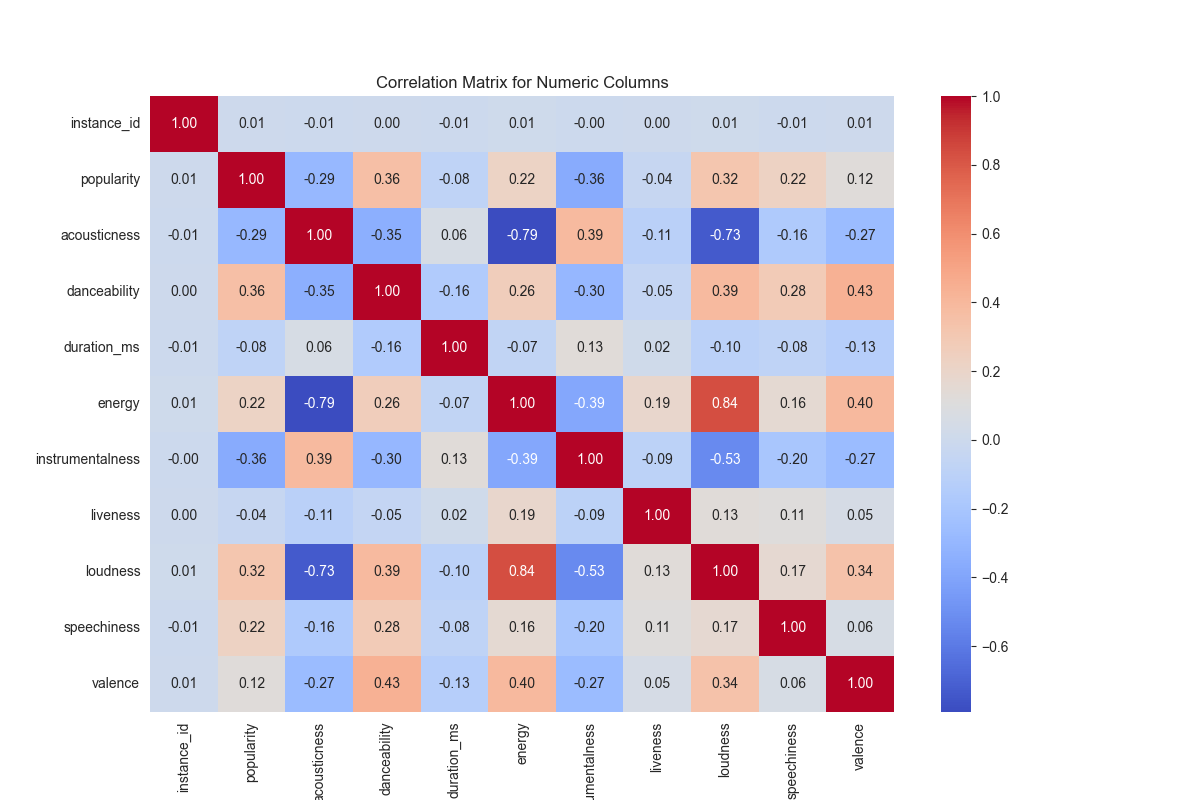 Correlation Matrix for Numeric Columns
instance_id 1.00 0.01 -0.01 0.00 -0.01 0.01 -0.00 0.00 0.01 -0.01 0.01
popularity 0.01 1.00 -0.29 0.36 -0.08 0.22 -0.36 -0.04 0.32 0.22 0.12
acousticness -0.01 -0.29 1.00 -0.35 0.06 -0.79 0.39 -0.11 -0.73 -0.16 -0.27
danceability 0.00 0.36 -0.35 1.00 -0.16 0.26 -0.30 -0.05 0.39 0.28 0.43
duration_ms -0.01 -0.08 0.06 -0.16 1.00 -0.07 0.13 0.02 -0.10 -0.08 -0.13
energy 0.01 0.22 -0.79 0.26 -0.07 1.00 -0.39 0.19 0.84 0.16 0.40
instrumentalness -0.00 -0.36 0.39 -0.30 0.13 -0.39 1.00 -0.09 -0.53 -0.20 -0.27
liveness 0.00 -0.04 -0.11 -0.05 0.02 0.19 -0.09 1.00 0.13 0.11 0.05
loudness 0.01 0.32 -0.73 0.39 -0.10 0.84 -0.53 0.13 1.00 0.17 0.34
speechiness -0.01 0.22 -0.16 0.28 -0.08 0.16 -0.20 0.11 0.17 1.00 0.06
valence 0.01 0.12 -0.27 0.43 -0.13 0.40 -0.27 0.05 0.34 0.06 1.00
instance_id
popularity
acousticness
danceability
duration_ms
energy
umentalness
liveness
loudness
speechiness
valence
1.0
0.8
0.6
0.4
0.2
0.0
−0.2
−0.4
−0.6